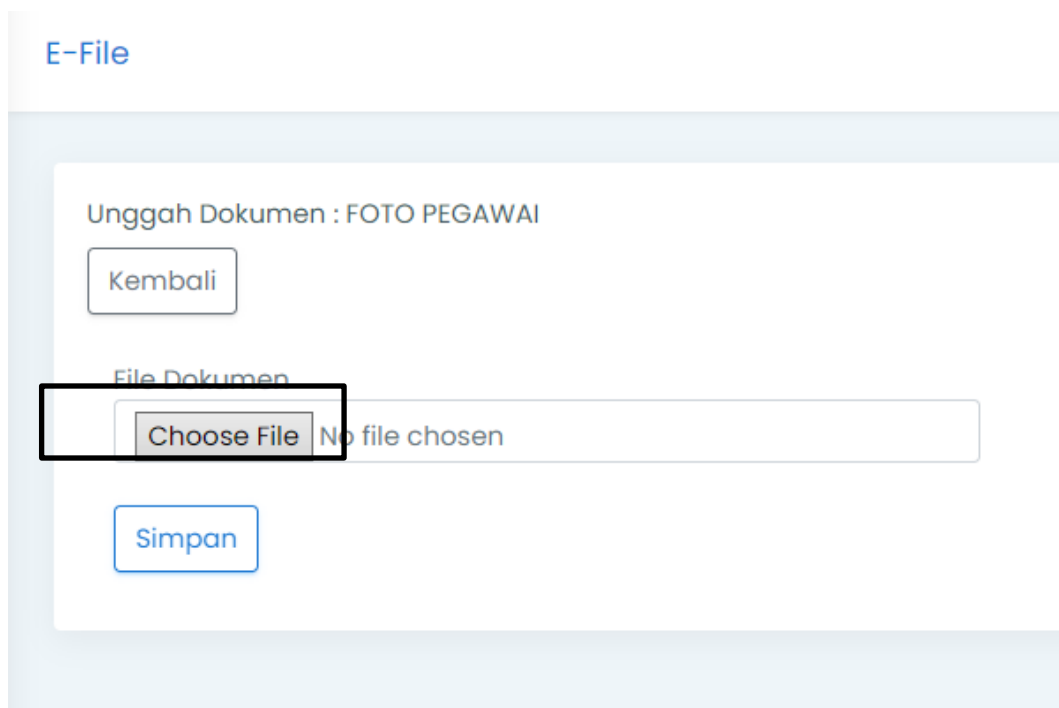 E-File
Unggah Dokumen : FOTO PEGAWAI
Kembali
File Dokumen
Choose File No file chosen
Simpan